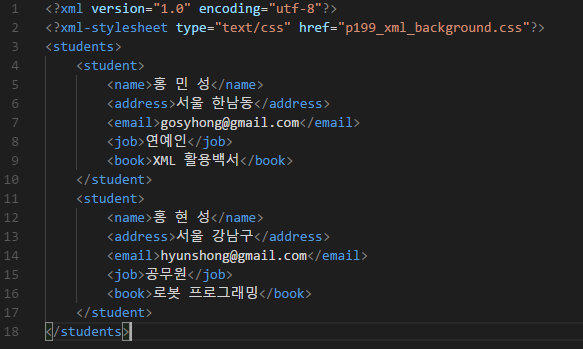 1 <?xml version="1.0" encoding="utf-8"?>
2 <?xml-stylesheet type="text/css" href="p199_xml_background.css"?>
3 <students>
4     <student>
5         <name>홍 민 성</name>
6         <address>서울 한남동</address>
7         <email>gosyhong@gmail.com</email>
8         <job>연예인</job>
9         <book>XML 활용백서</book>
10     </student>
11     <student>
12         <name>홍 현 성</name>
13         <address>서울 강남구</address>
14         <email>hyunshong@gmail.com</email>
15         <job>공무원</job>
16         <book>로봇 프로그래밍</book>
17     </student>
18 </students>